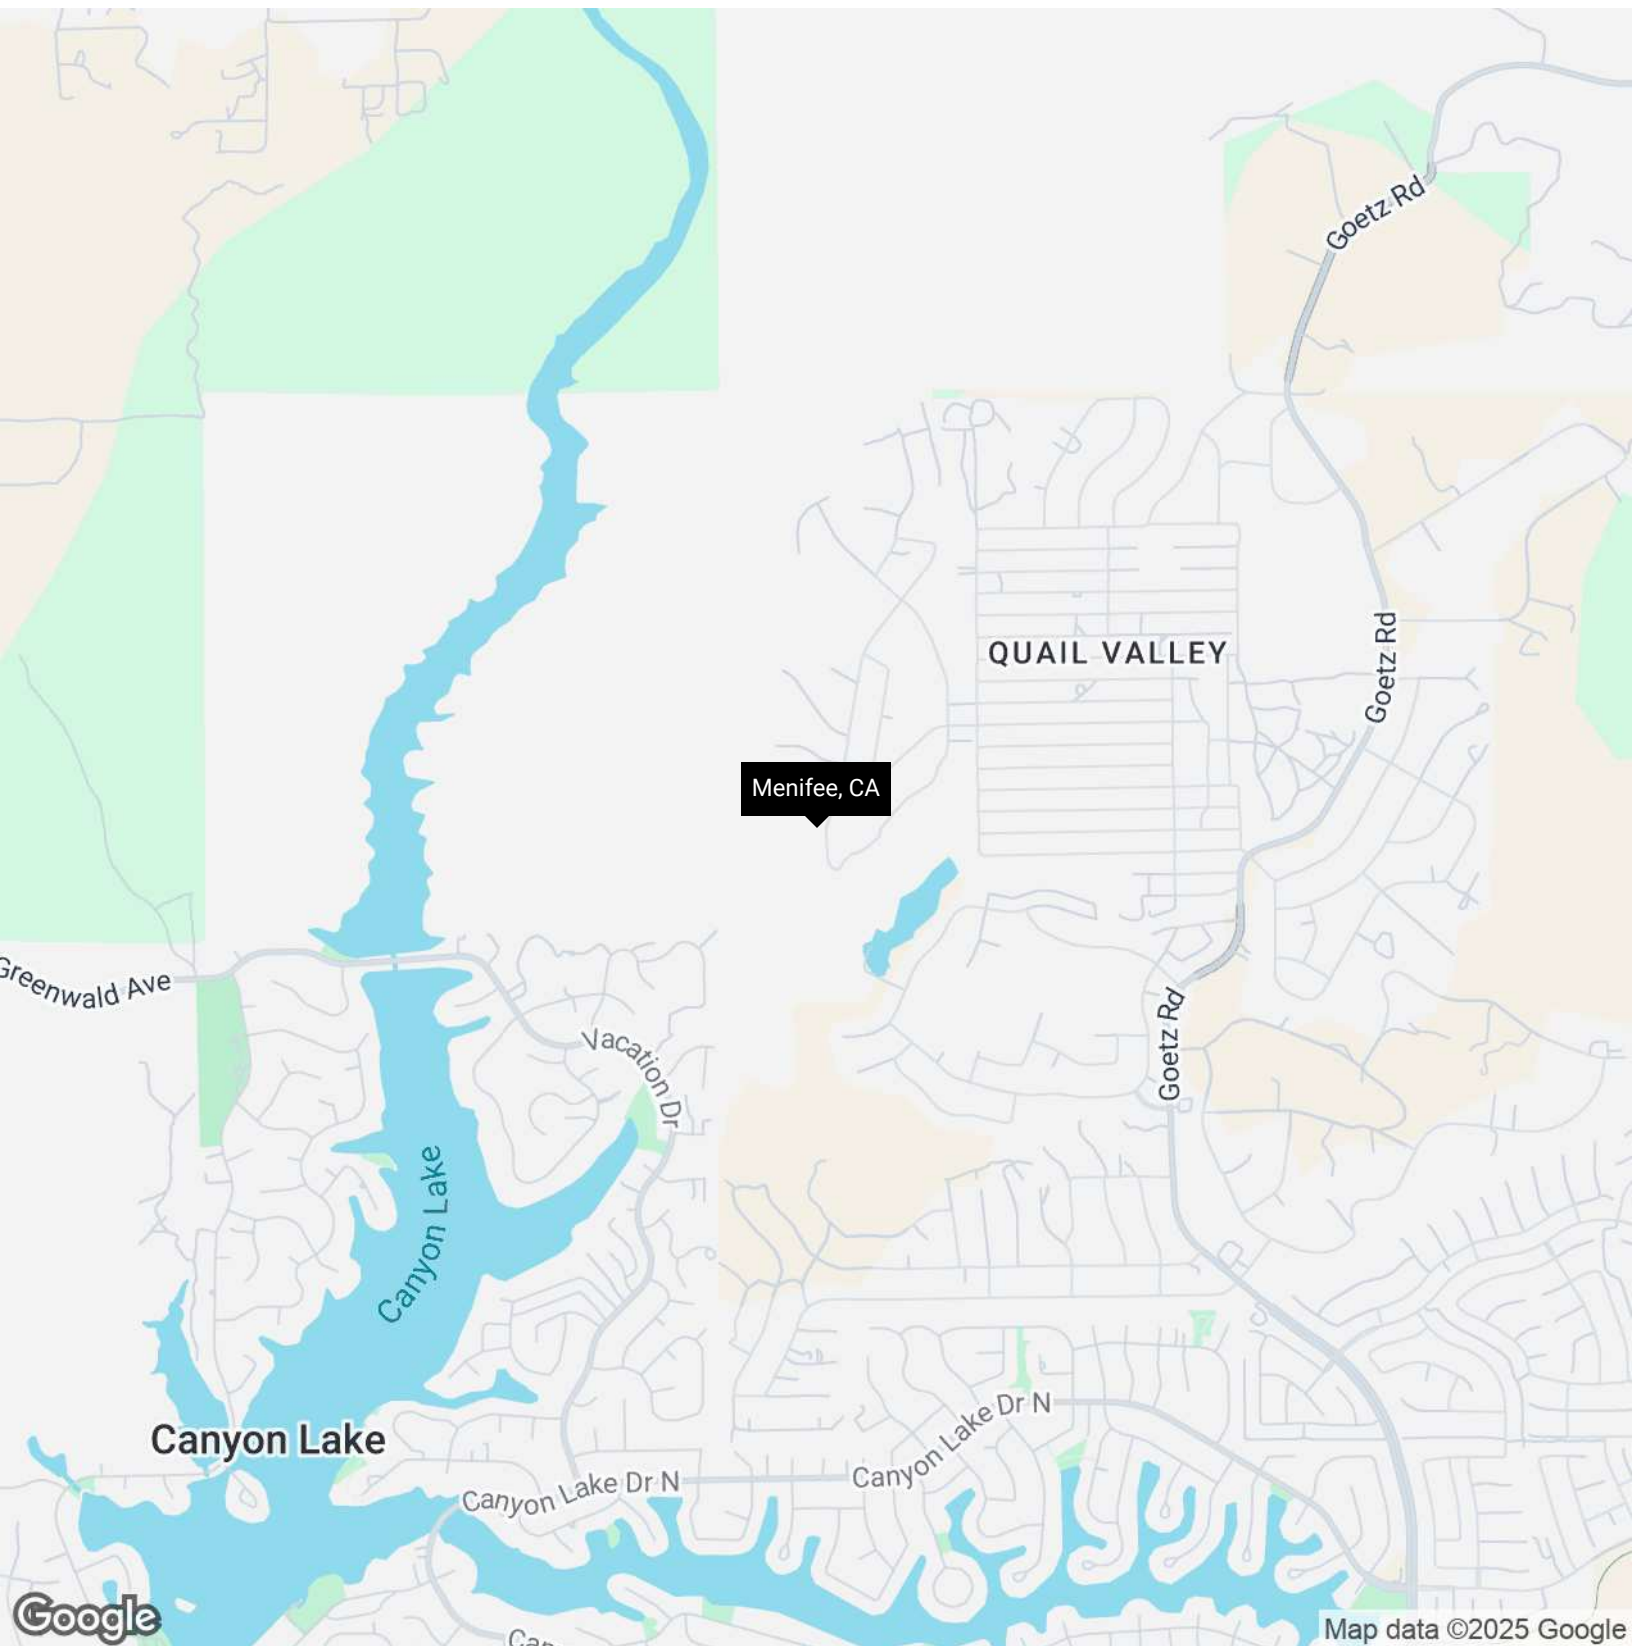 Goetz Rd
QUAIL VALLEY
Goetz Rd
Menifee, CA
Greenwald Ave
Vacation Dr
Goetz Rd
Canyon Lake
Canyon Lake
Canyon Lake Dr N
Canyon Lake Dr N
Google
Can
Map data ©2025 Google